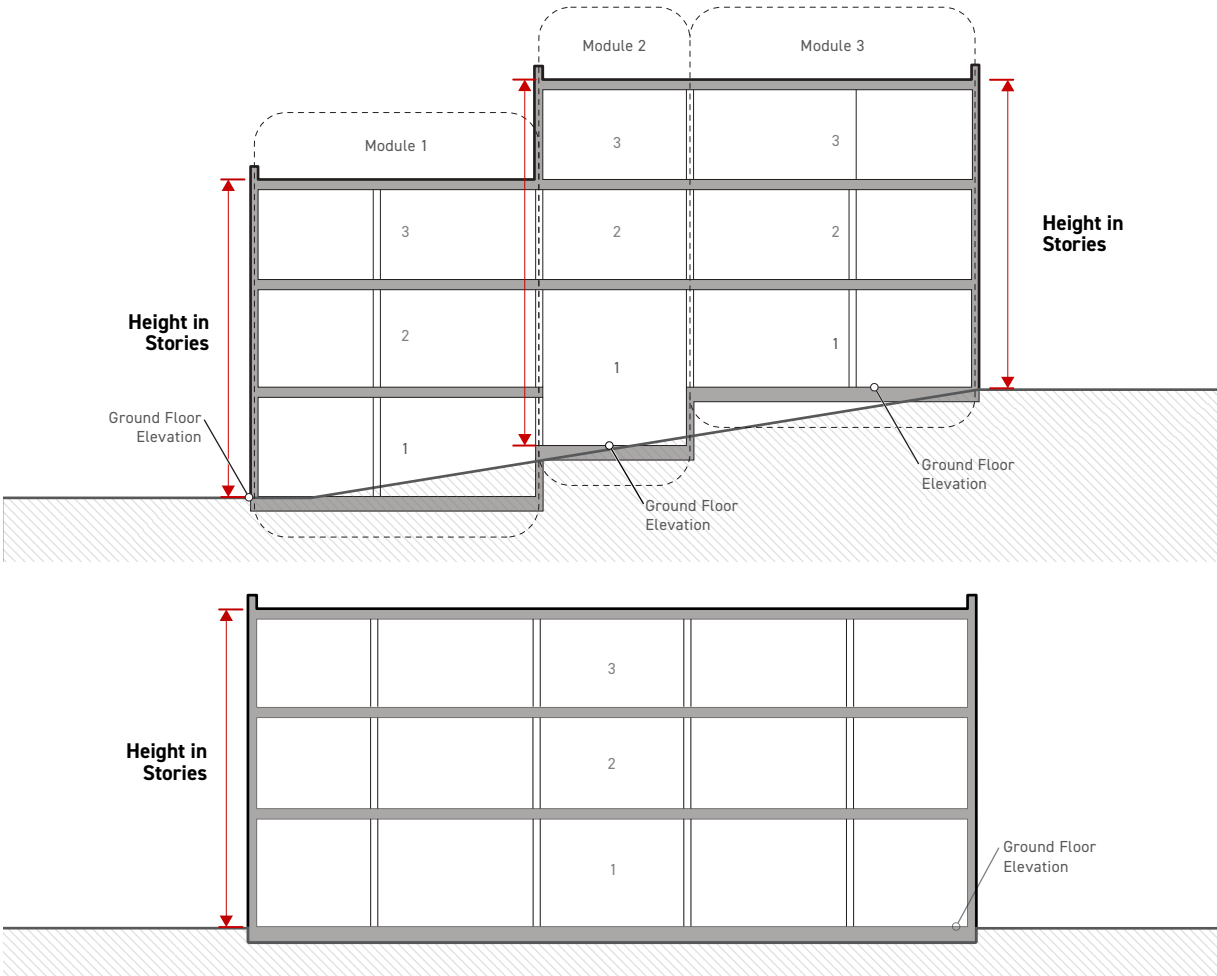 Module 2
Module 3
Module 1
3
3
3
2
2
Height in
Stories
Height in
Stories
2
1
1
Ground Floor
Elevation
1
Ground Floor
Elevation
Ground Floor
Elevation
3
Height in
Stories
2
1
Ground Floor
Elevation